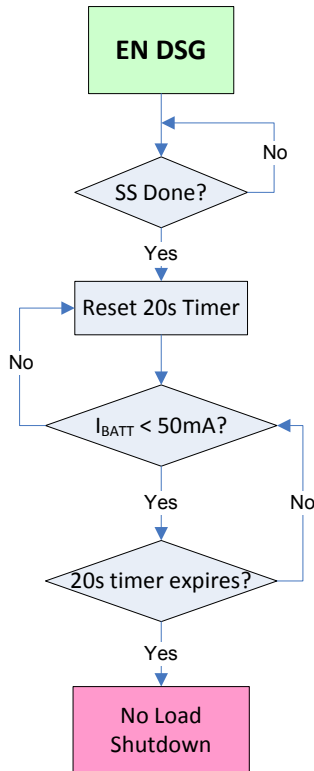 EN DSG
No
SS Done?
Yes
Reset 20s Timer
No
I_BATT < 50mA?
Yes
No
20s timer expires?
Yes
No Load
Shutdown